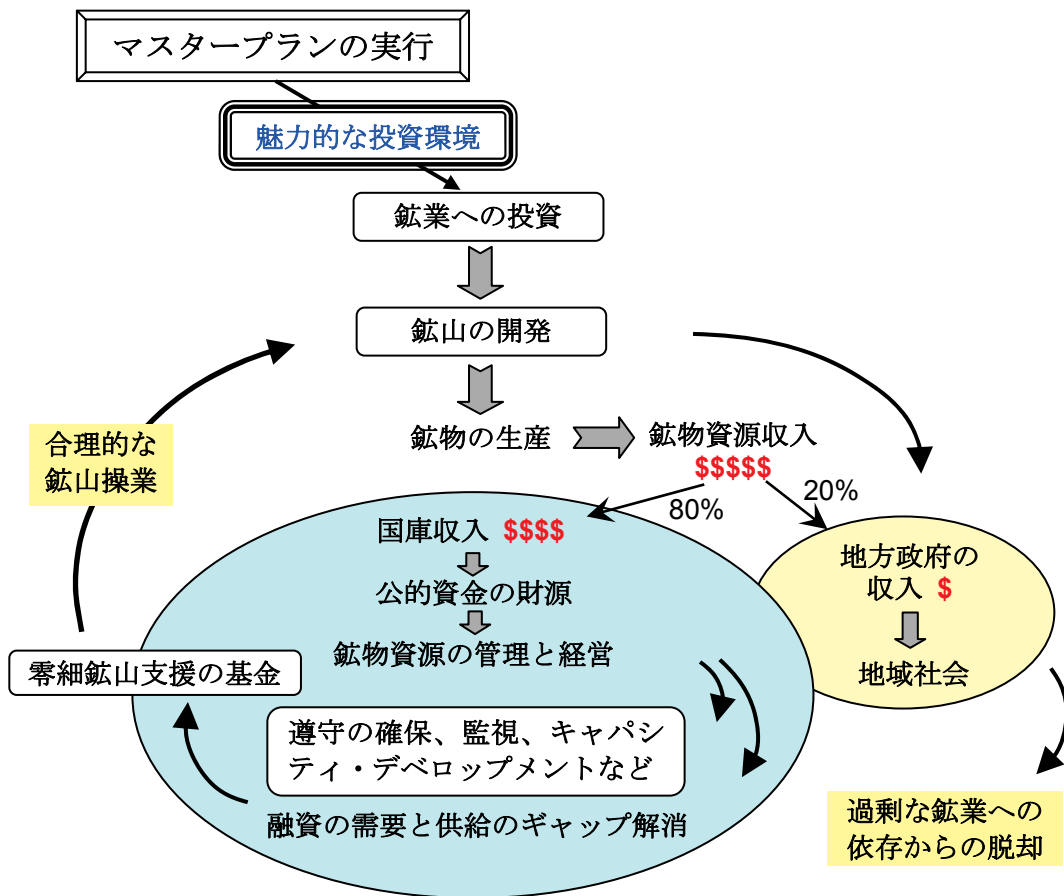 マスタープランの実行
魅力的な投資環境
鉱業への投資
鉱山の開発
鉱物の生産
鉱物資源収入
$$$$$
合理的な
鉱山操業
80%
20%
国庫収入 $$$$
公的資金の財源
鉱物資源の管理と経営
地方政府の
収入 $
地域社会
零細鉱山支援の基金
遵守の確保、監視、キャパシ
ティ・デベロップメントなど
融資の需要と供給のギャップ解消
過剰な鉱業への
依存からの脱却